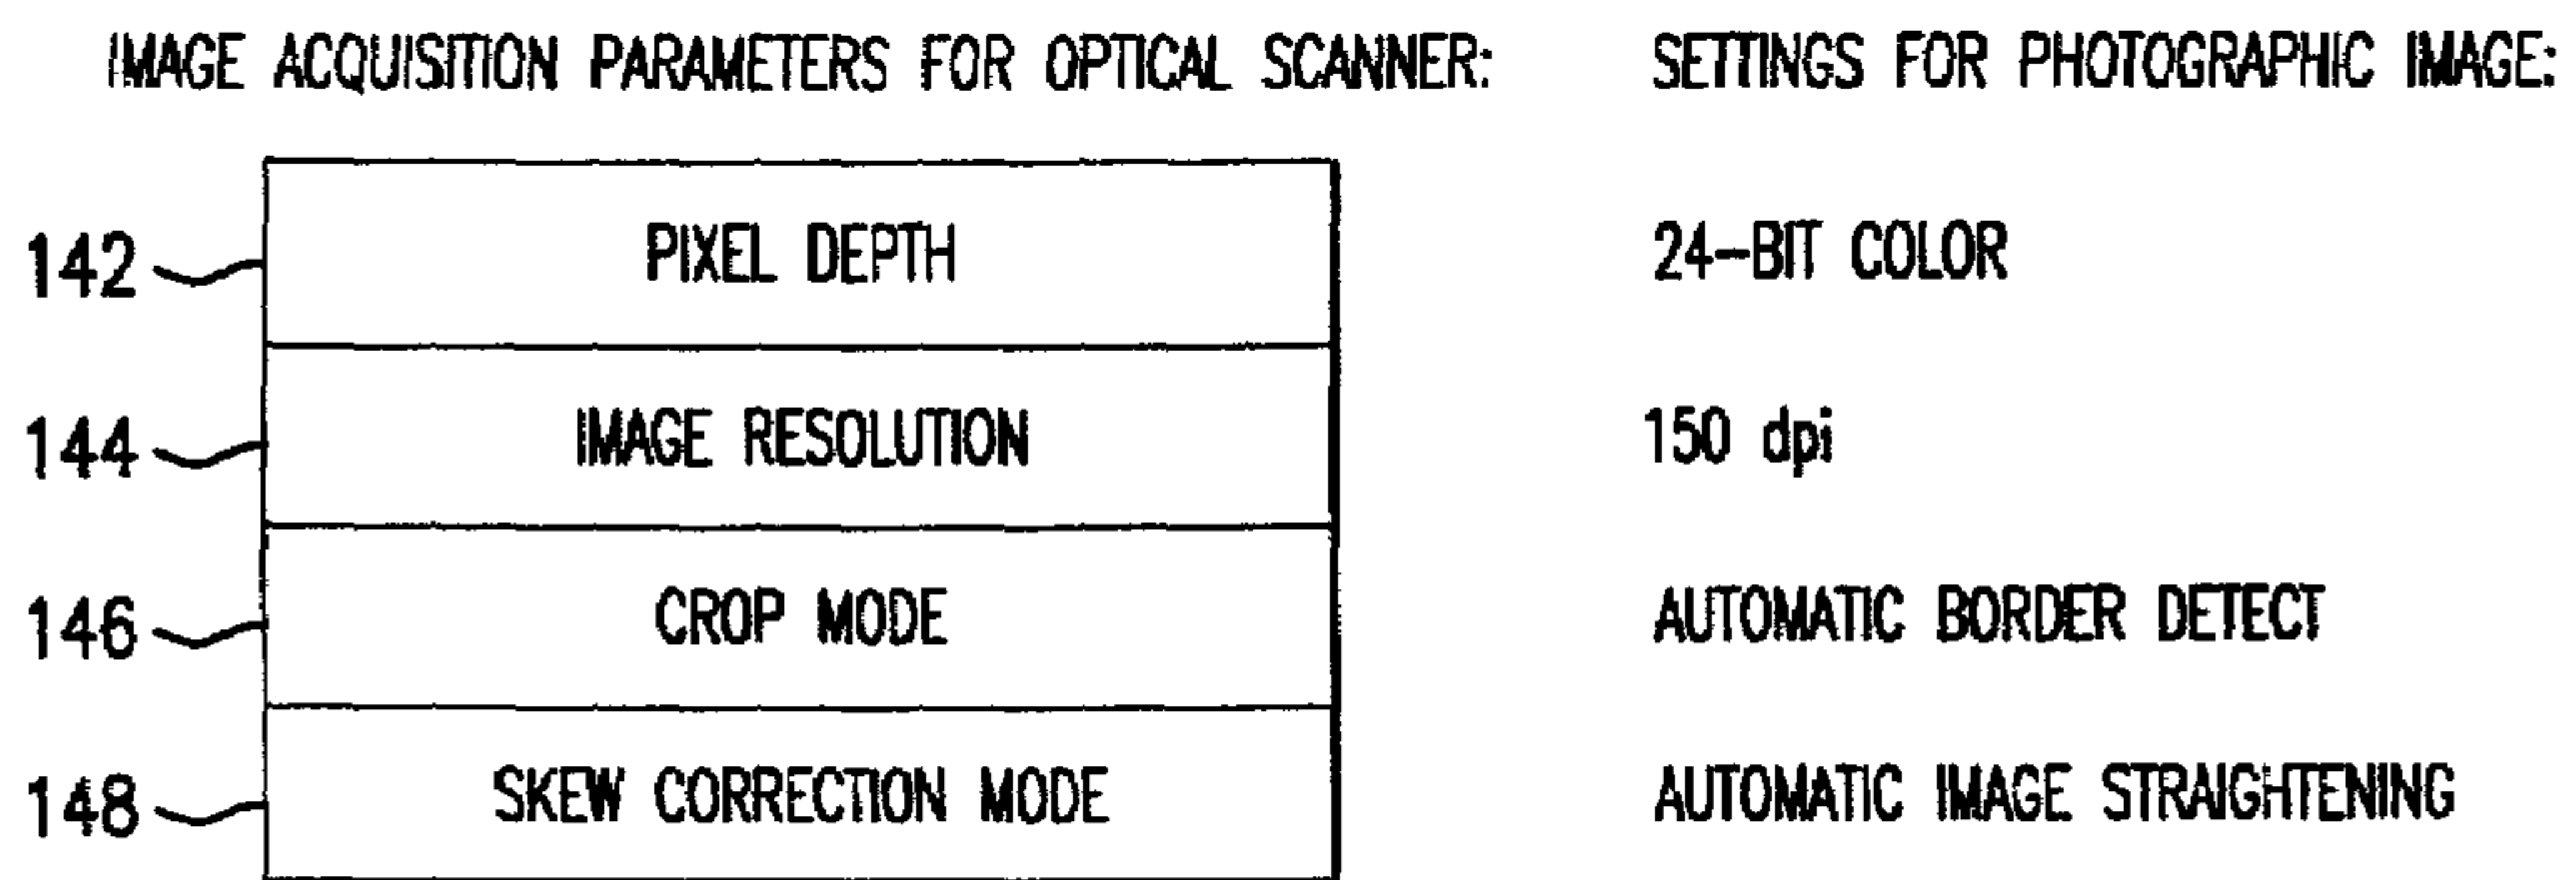 IMAGE ACQUISITION PARAMETERS FOR OPTICAL SCANNER: SETTINGS FOR PHOTOGRAPHIC IMAGE:
142 PIXEL DEPTH 24-BIT COLOR
144 IMAGE RESOLUTION 150 dpi
146 CROP MODE AUTOMATIC BORDER DETECT
148 SKEW CORRECTION MODE AUTOMATIC IMAGE STRAIGHTENING